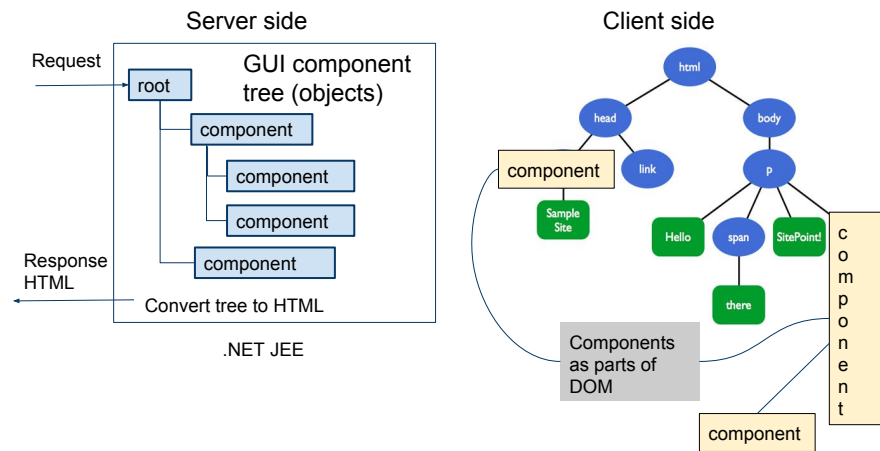 Server side
Request
GUI component
tree (objects)
root
component
component
component
component
Response
HTML
Convert tree to HTML
.NET JEE
Client side
html
head
body
component
link
p
Sample
Site
Hello
span
SitePoint!
there
component
Components
as parts of
DOM
component